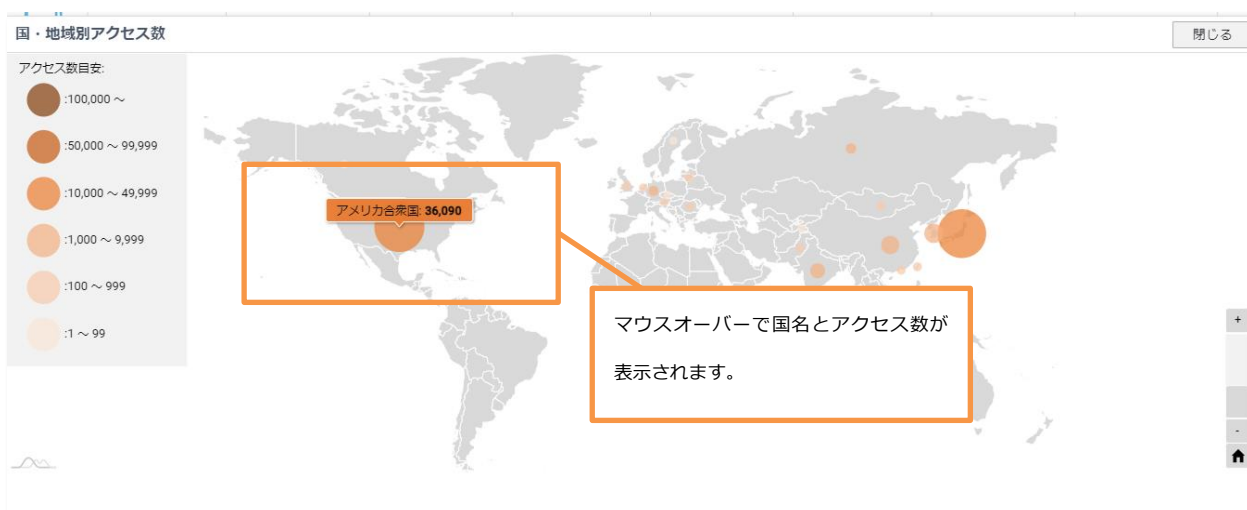 国・地域別アクセス数
閉じる
アクセス数目安:
:100,000 ～
:50,000 ～ 99,999
:10,000 ～ 49,999
:1,000 ～ 9,999
:100 ～ 999
:1 ～ 99
アメリカ合衆国: 36,090
マウスオーバーで国名とアクセス数が
表示されます。
+
-